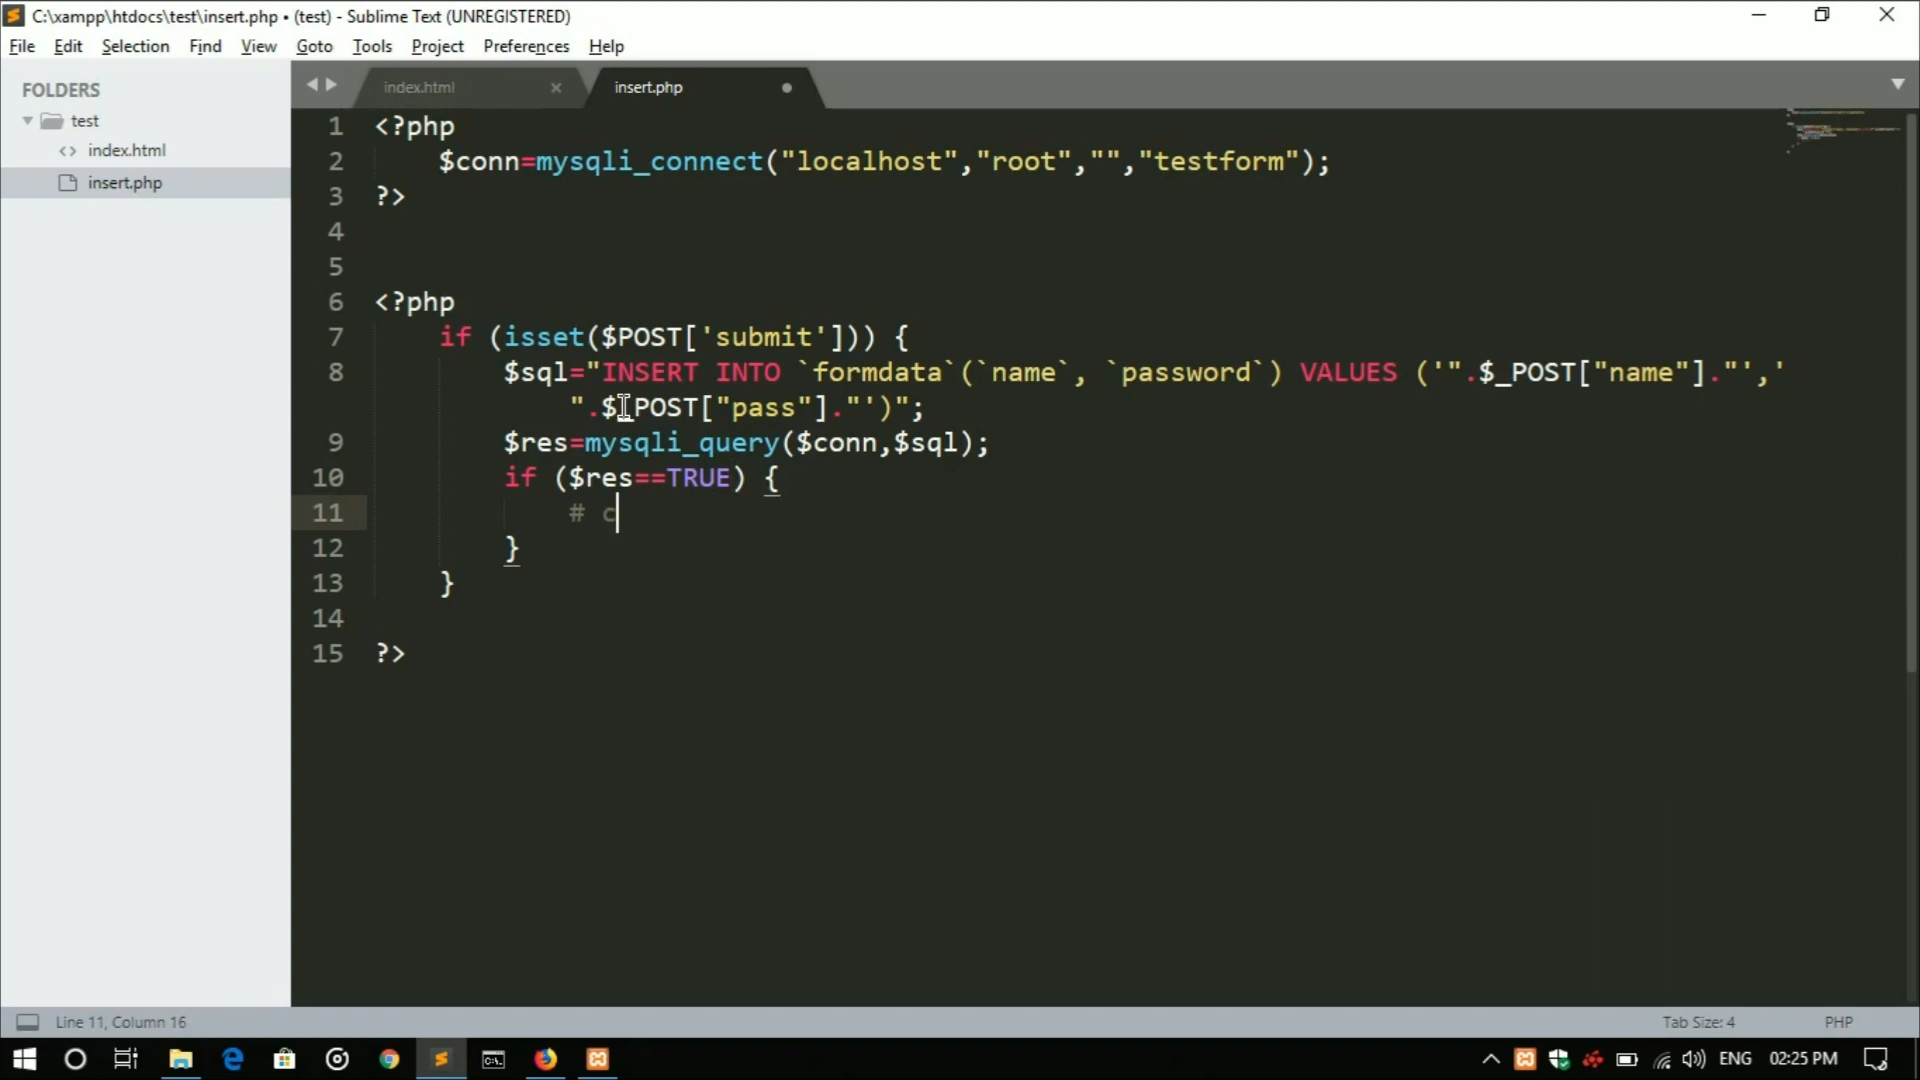 C:\xampp\htdocs\test\insert.php • (test) - Sublime Text (UNREGISTERED)
File Edit Selection Find View Goto Tools Project Preferences Help
FOLDERS
test
index.html
insert.php
index.html
insert.php
1 <?php
2 $conn=mysqli_connect("localhost","root","","testform");
3 ?>
4
5
6 <?php
7 if (isset($POST['submit'])) {
8 $sql="INSERT INTO `formdata`(`name`, `password`) VALUES ('".$_POST["name"]."','
".$_POST["pass"]."')";
9 $res=mysqli_query($conn,$sql);
10 if ($res==TRUE) {
11 # c
12 }
13 }
14
15 ?>
Line 11, Column 16
Tab Size: 4
PHP
ENG
02:25 PM